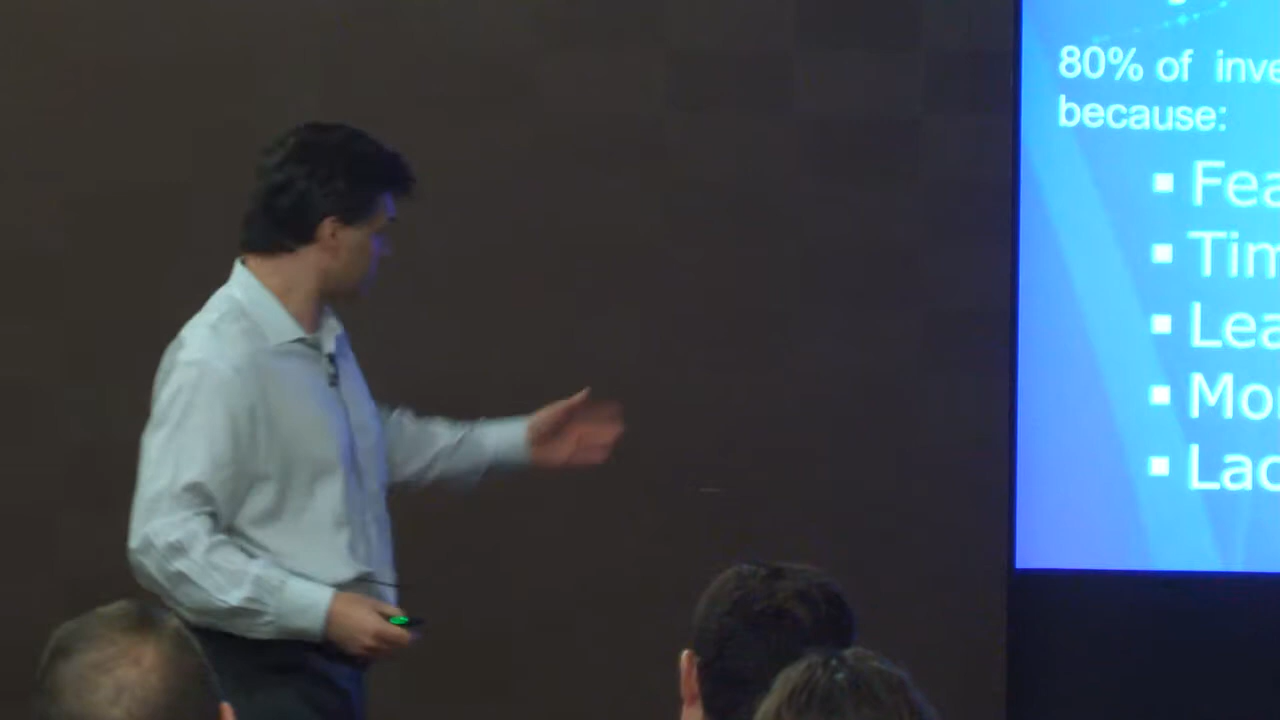 80% of inve
because:
▪ Fea
▪ Tim
▪ Lea
▪ Mo
▪ Lac